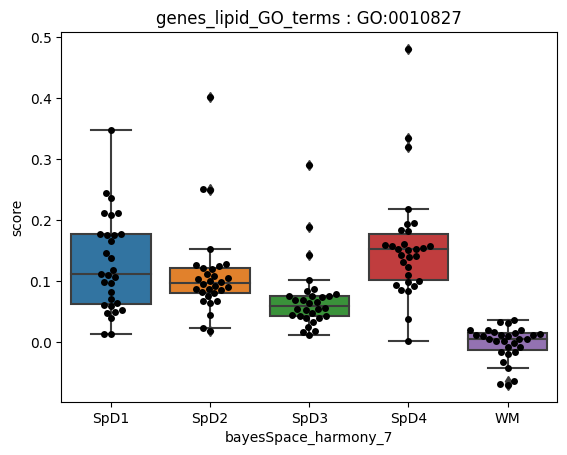 genes_lipid_GO_terms : GO:0010827
0.5
0.4
0.3
0.2
0.1
0.0
score
SpD1 SpD2 SpD3 SpD4 WM
bayesSpace_harmony_7